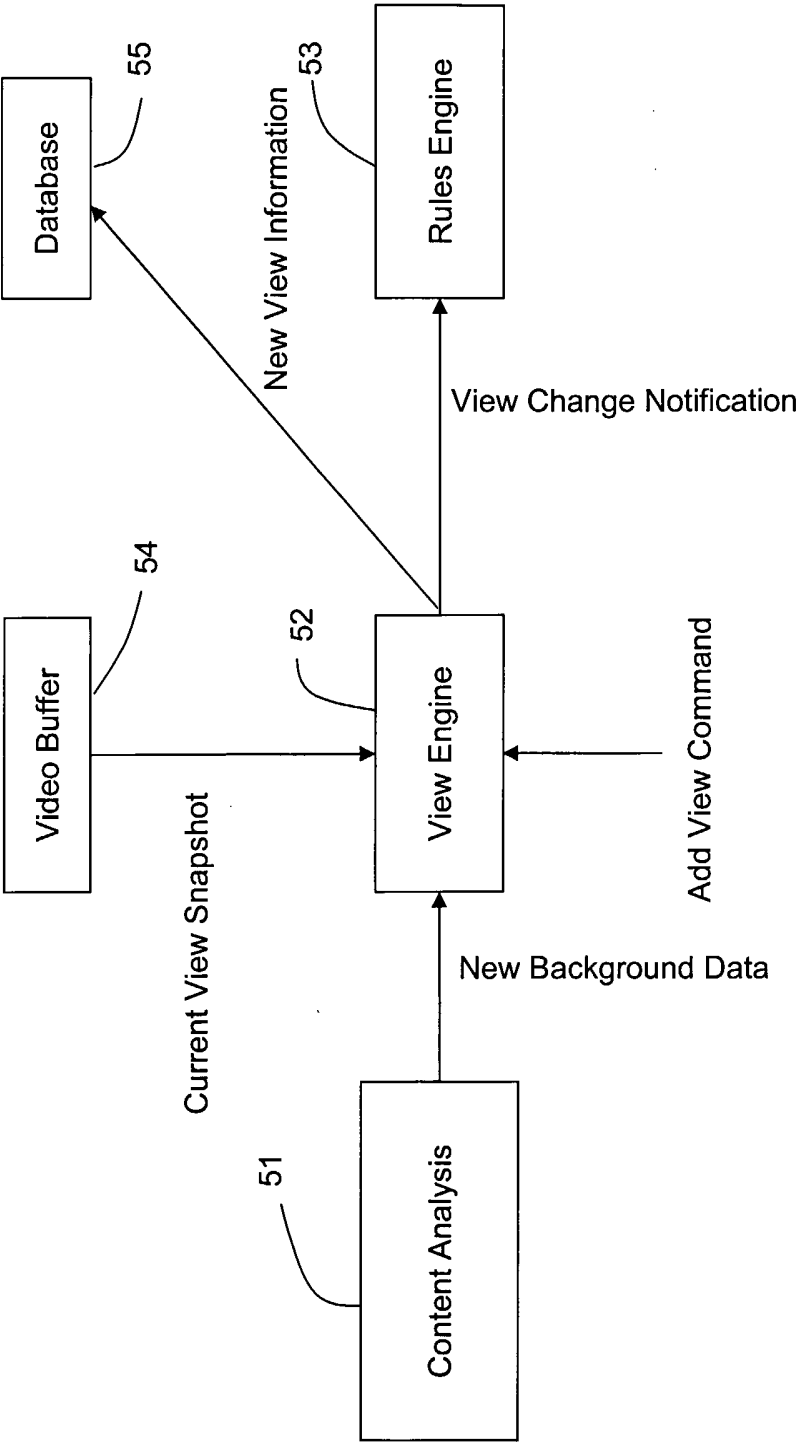 Video Buffer
54
Database
55
Current View Snapshot
New View Information
51
52
53
Content Analysis
View Engine
Rules Engine
New Background Data
View Change Notification
Add View Command